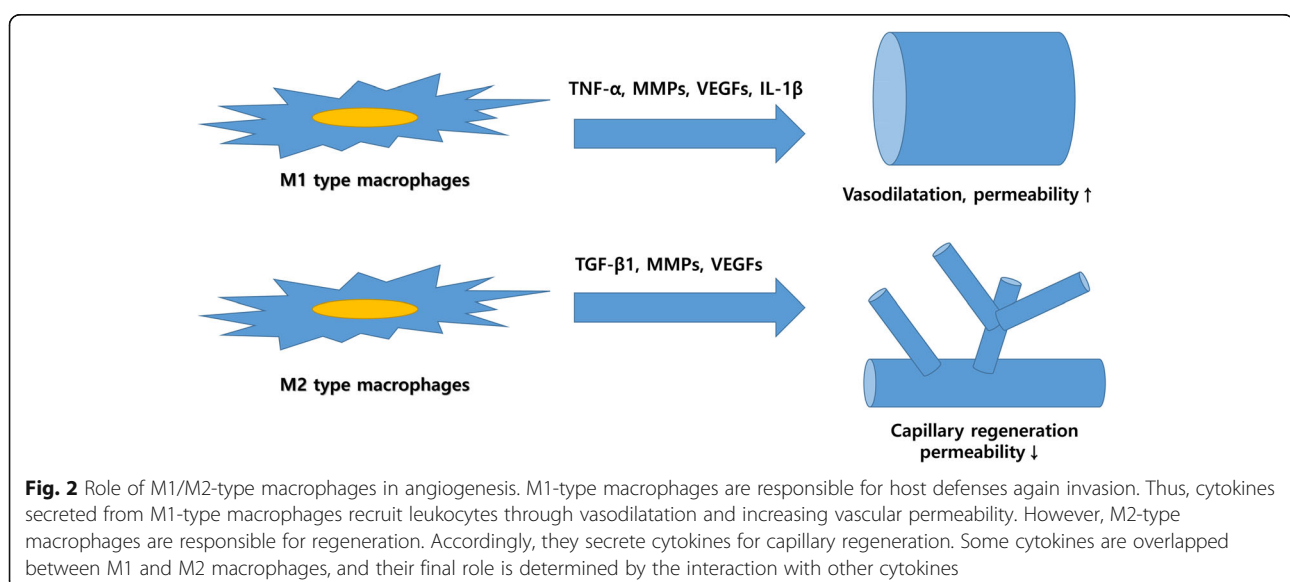 TNF-α, MMPs, VEGFs, IL-1β
M1 type macrophages
Vasodilatation, permeability ↑
TGF-β1, MMPs, VEGFs
M2 type macrophages
Capillary regeneration
permeability ↓
Fig. 2 Role of M1/M2-type macrophages in angiogenesis. M1-type macrophages are responsible for host defenses again invasion. Thus, cytokines
secreted from M1-type macrophages recruit leukocytes through vasodilatation and increasing vascular permeability. However, M2-type
macrophages are responsible for regeneration. Accordingly, they secrete cytokines for capillary regeneration. Some cytokines are overlapped
between M1 and M2 macrophages, and their final role is determined by the interaction with other cytokines